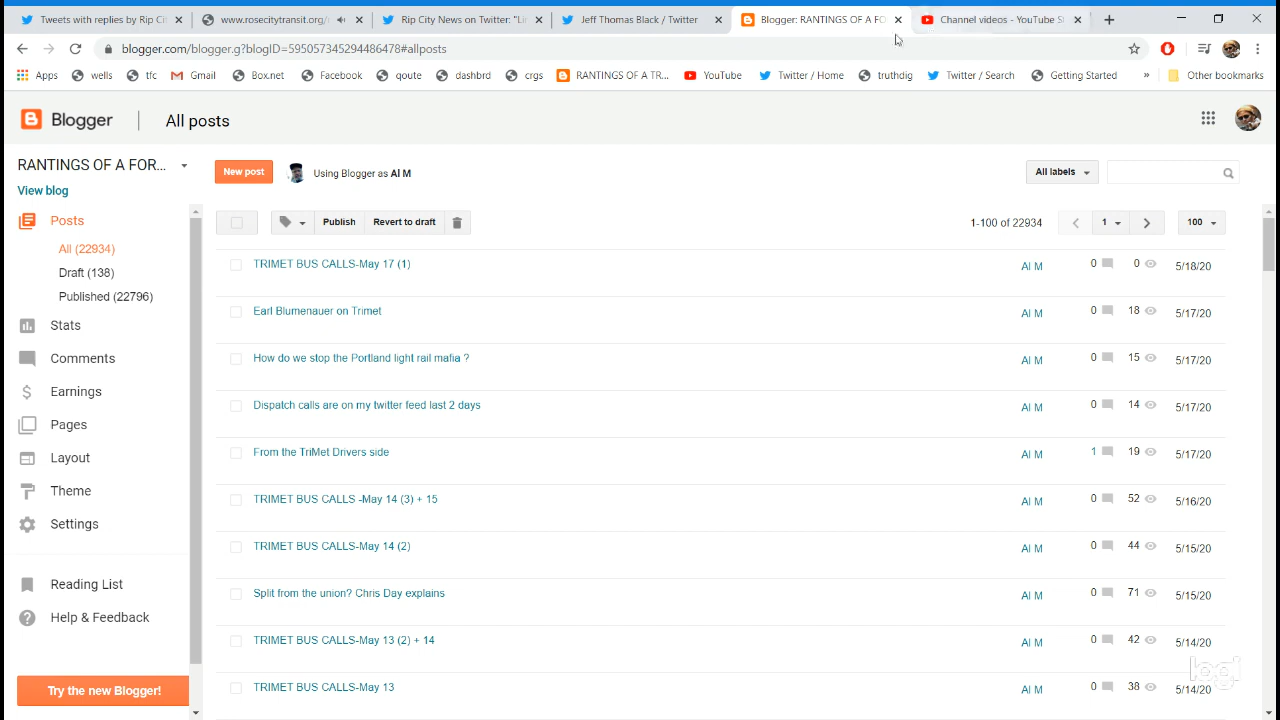 Tweets with replies by Rip City
www.rosecitytransit.org/
Rip City News on Twitter: "Lin
Jeff Thomas Black / Twitter
Blogger: RANTINGS OF A FO
Channel videos - YouTube S
blogger.com/blogger.g?blogID=595057345294486478#allposts
Apps wells tfc Gmail Box.net Facebook qoute dashbrd crgs RANTINGS OF A TR... YouTube Twitter / Home truthdig Twitter / Search Getting Started » Other bookmarks
Blogger All posts
RANTINGS OF A FOR...
View blog
New post Using Blogger as Al M All labels
Posts
All (22934)
Draft (138)
Published (22796)
Stats
Comments
Earnings
Pages
Layout
Theme
Settings
Reading List
Help & Feedback
Try the new Blogger!
Publish Revert to draft 1-100 of 22934 1 100
TRIMET BUS CALLS-May 17 (1) Al M 0 0 5/18/20
Earl Blumenauer on Trimet Al M 0 18 5/17/20
How do we stop the Portland light rail mafia ? Al M 0 15 5/17/20
Dispatch calls are on my twitter feed last 2 days Al M 0 14 5/17/20
From the TriMet Drivers side Al M 1 19 5/17/20
TRIMET BUS CALLS -May 14 (3) + 15 Al M 0 52 5/16/20
TRIMET BUS CALLS-May 14 (2) Al M 0 44 5/15/20
Split from the union? Chris Day explains Al M 0 71 5/15/20
TRIMET BUS CALLS-May 13 (2) + 14 Al M 0 42 5/14/20
TRIMET BUS CALLS-May 13 Al M 0 38 5/14/20